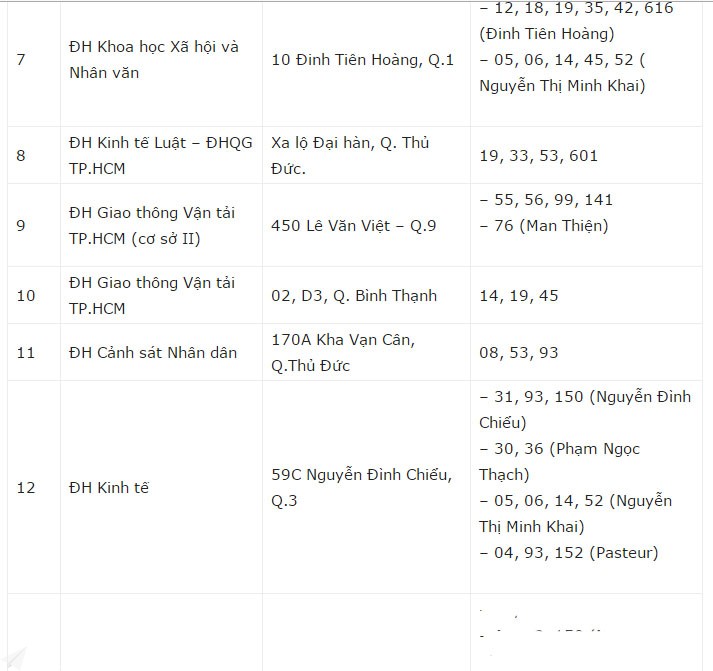 – 12, 18, 19, 35, 42, 616
(Đinh Tiên Hoàng)
– 05, 06, 14, 45, 52 (
Nguyễn Thị Minh Khai)
7
ĐH Khoa học Xã hội và
Nhân văn
10 Đinh Tiên Hoàng, Q.1
8
ĐH Kinh tế Luật – ĐHQG
TP.HCM
Xa lộ Đại hàn, Q. Thủ
Đức.
19, 33, 53, 601
9
ĐH Giao thông Vận tải
TP.HCM (cơ sở II)
450 Lê Văn Việt – Q.9
– 55, 56, 99, 141
– 76 (Man Thiện)
10
ĐH Giao thông Vận tải
TP.HCM
02, D3, Q. Bình Thạnh
14, 19, 45
11
ĐH Cảnh sát Nhân dân
170A Kha Vạn Cân,
Q.Thủ Đức
08, 53, 93
12
ĐH Kinh tế
59C Nguyễn Đình Chiểu,
Q.3
– 31, 93, 150 (Nguyễn Đình
Chiểu)
– 30, 36 (Phạm Ngọc
Thạch)
– 05, 06, 14, 52 (Nguyễn
Thị Minh Khai)
– 04, 93, 152 (Pasteur)